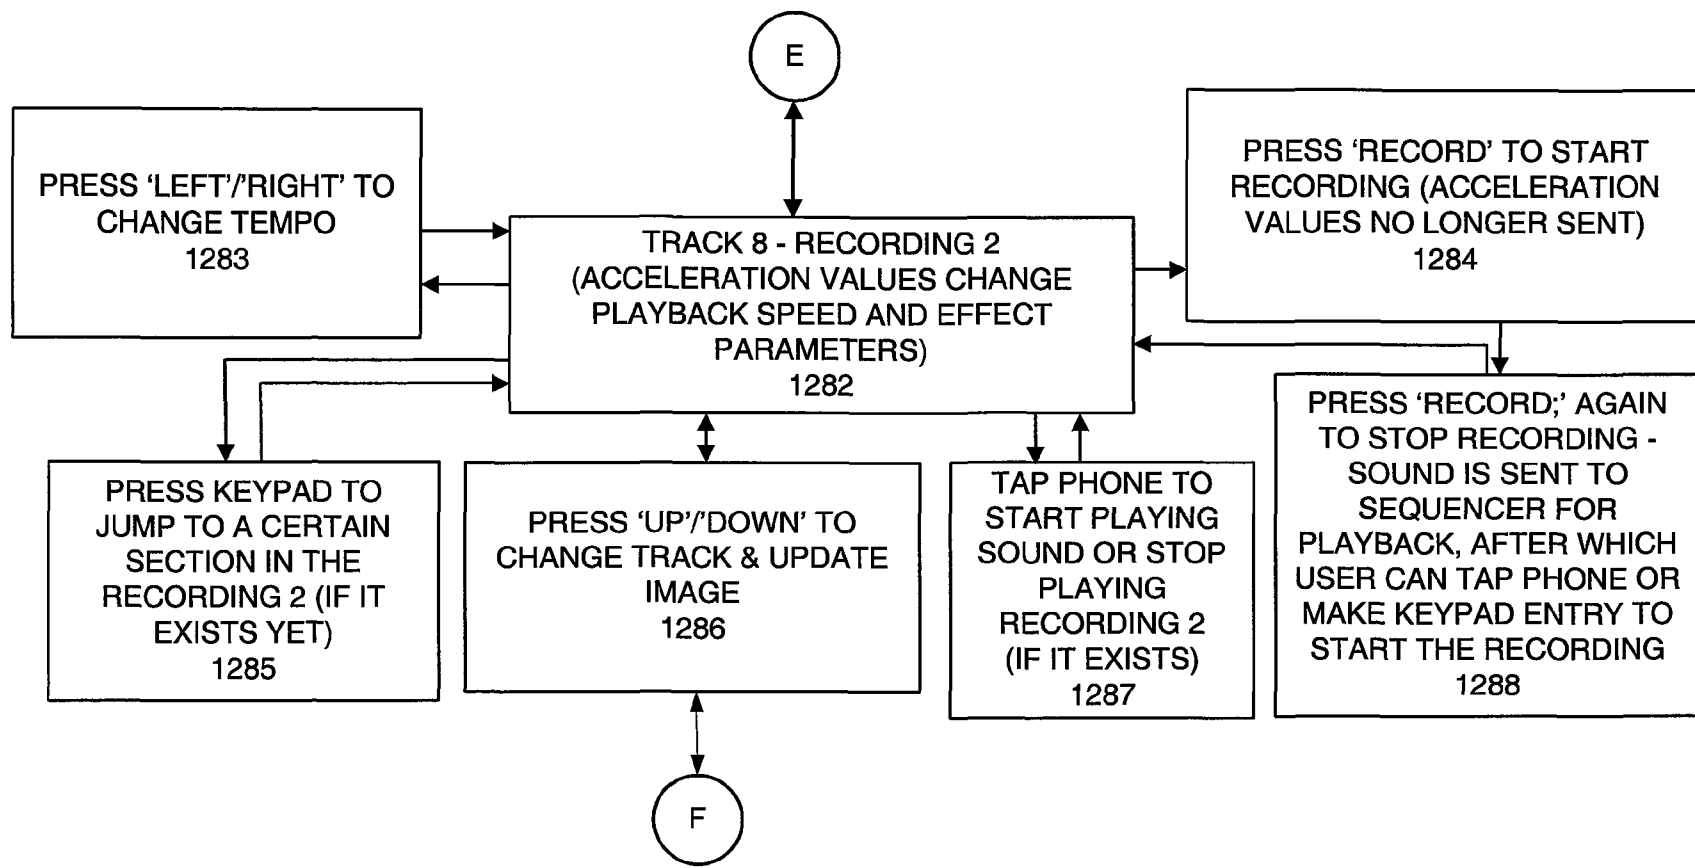 E
PRESS ‘LEFT’/’RIGHT’ TO
CHANGE TEMPO
1283
TRACK 8 - RECORDING 2
(ACCELERATION VALUES CHANGE
PLAYBACK SPEED AND EFFECT
PARAMETERS)
1282
PRESS ‘RECORD’ TO START
RECORDING (ACCELERATION
VALUES NO LONGER SENT)
1284
PRESS KEYPAD TO
JUMP TO A CERTAIN
SECTION IN THE
RECORDING 2 (IF IT
EXISTS YET)
1285
PRESS ‘UP’/’DOWN’ TO
CHANGE TRACK & UPDATE
IMAGE
1286
TAP PHONE TO
START PLAYING
SOUND OR STOP
PLAYING
RECORDING 2
(IF IT EXISTS)
1287
PRESS ‘RECORD;’ AGAIN
TO STOP RECORDING -
SOUND IS SENT TO
SEQUENCER FOR
PLAYBACK, AFTER WHICH
USER CAN TAP PHONE OR
MAKE KEYPAD ENTRY TO
START THE RECORDING
1288
F